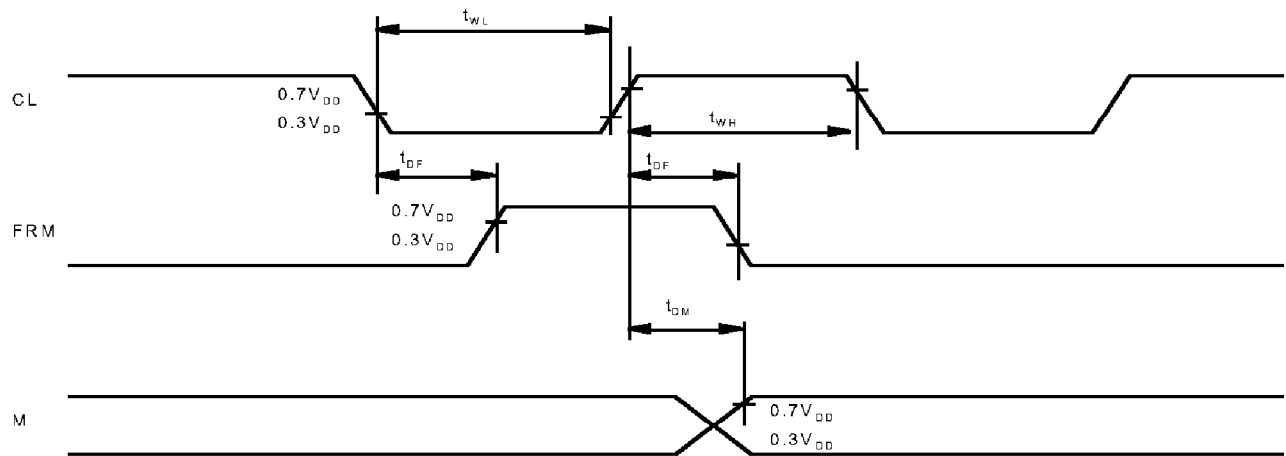 t_WL
CL
0.7V_DD
0.3V_DD
t_WH
t_DF
t_DF
FRM
0.7V_DD
0.3V_DD
t_DM
M
0.7V_DD
0.3V_DD